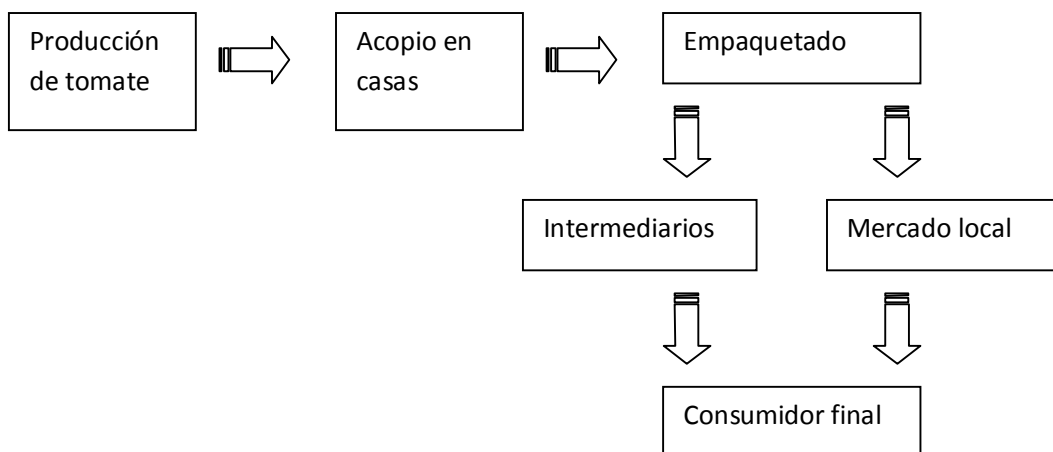 Producción
de tomate
Acopio en
casas
Empaquetado
Intermediarios
Mercado local
Consumidor final